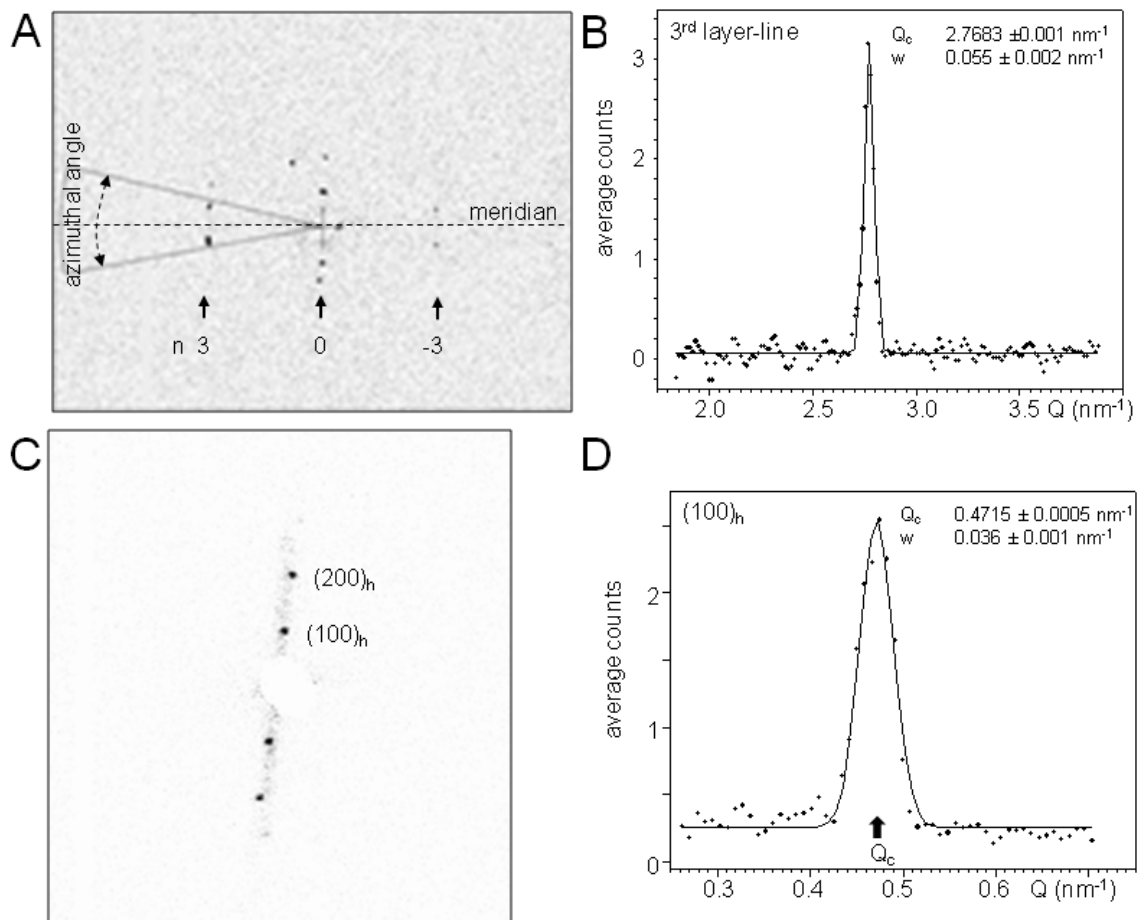 A
azimuthal angle
meridian
n 3 0 -3
B
3rd layer-line
Qc 2.7683 ±0.001 nm-1
w 0.055 ± 0.002 nm-1
average counts
3
2
1
0
2.0 2.5 3.0 3.5 Q (nm-1)
C
(200)h
(100)h
D
(100)h
Qc 0.4715 ± 0.0005 nm-1
w 0.036 ± 0.001 nm-1
average counts
2
1
0
Qc
0.3 0.4 0.5 0.6 Q (nm-1)